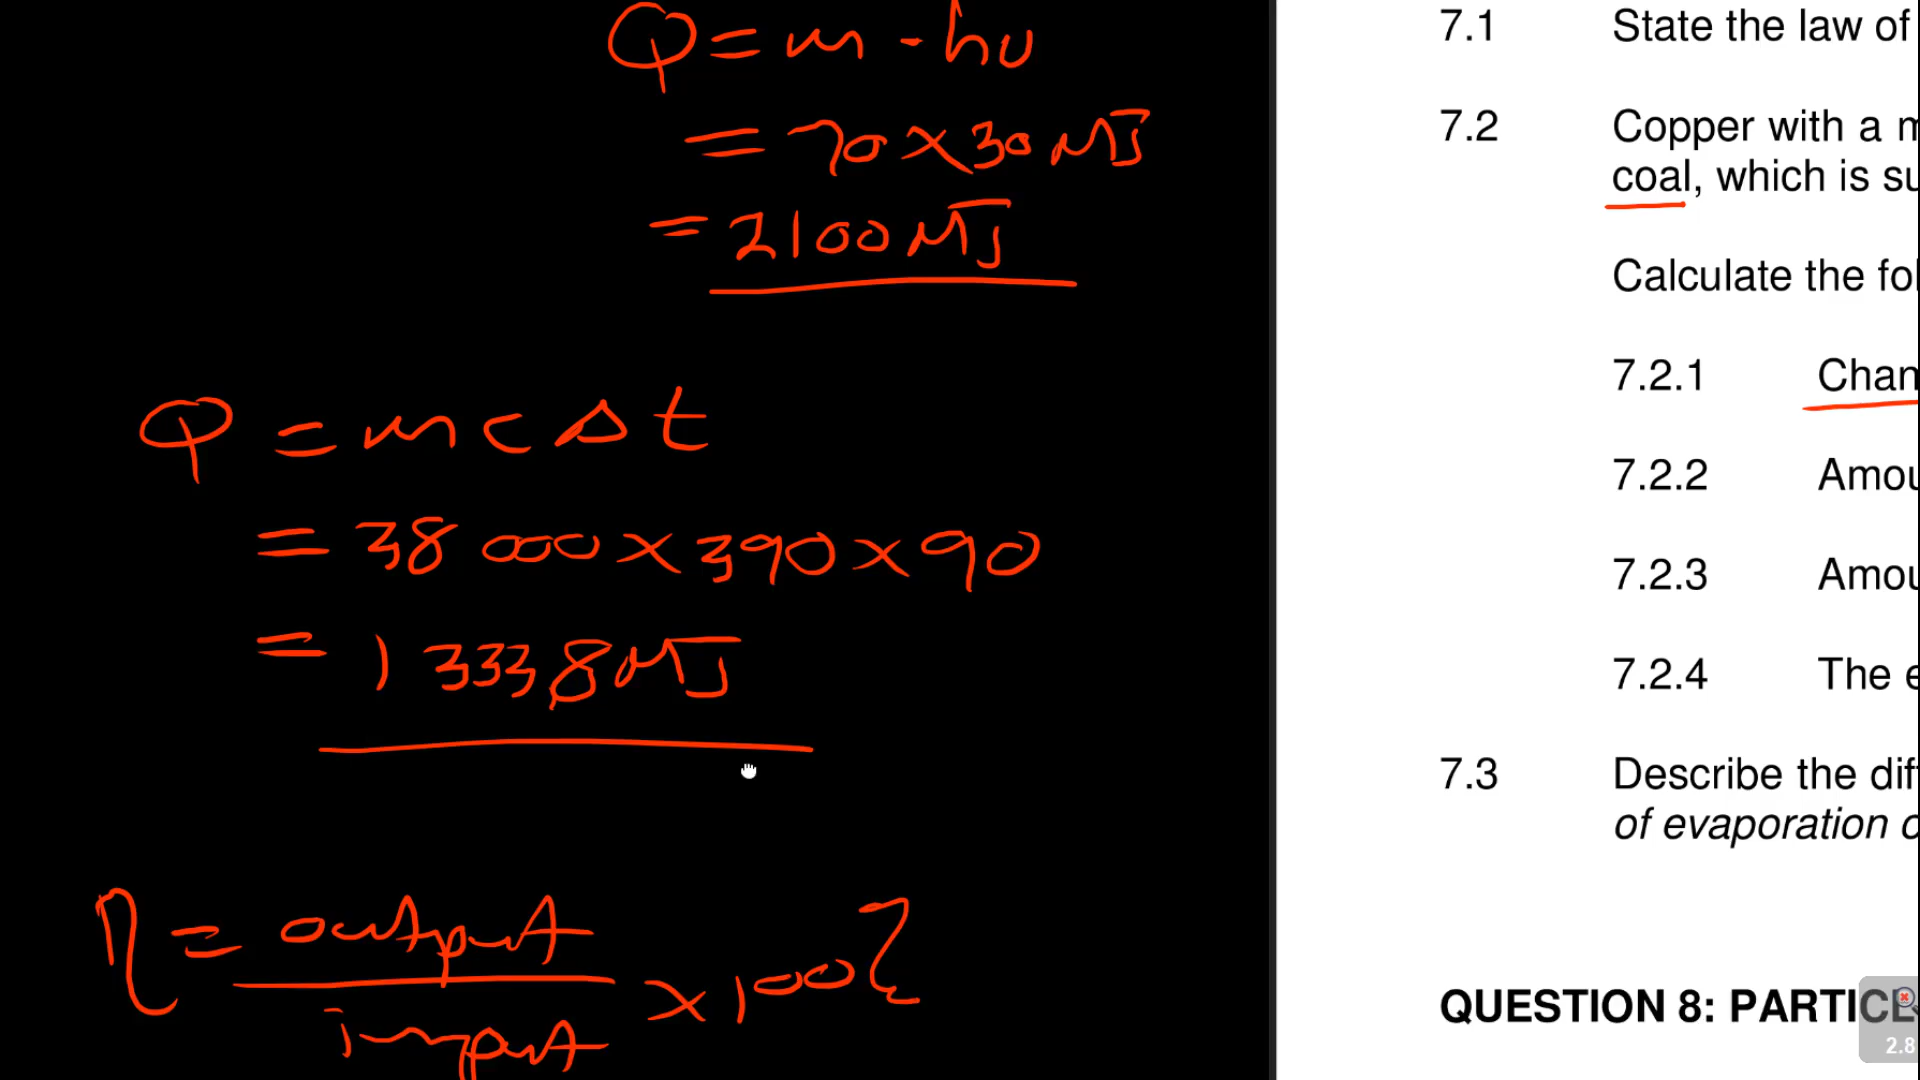 Q = m · hv
= 70 × 30 MJ
= 2100 MJ
Q = m c Δ t
= 38 000 × 390 × 90
= 1 333,8 MJ
η = output / input × 100 %
7.1 State the law of
7.2 Copper with a m
coal, which is su
Calculate the fol
7.2.1 Chan
7.2.2 Amou
7.2.3 Amou
7.2.4 The e
7.3 Describe the diff
of evaporation o
QUESTION 8: PARTICL
2.8